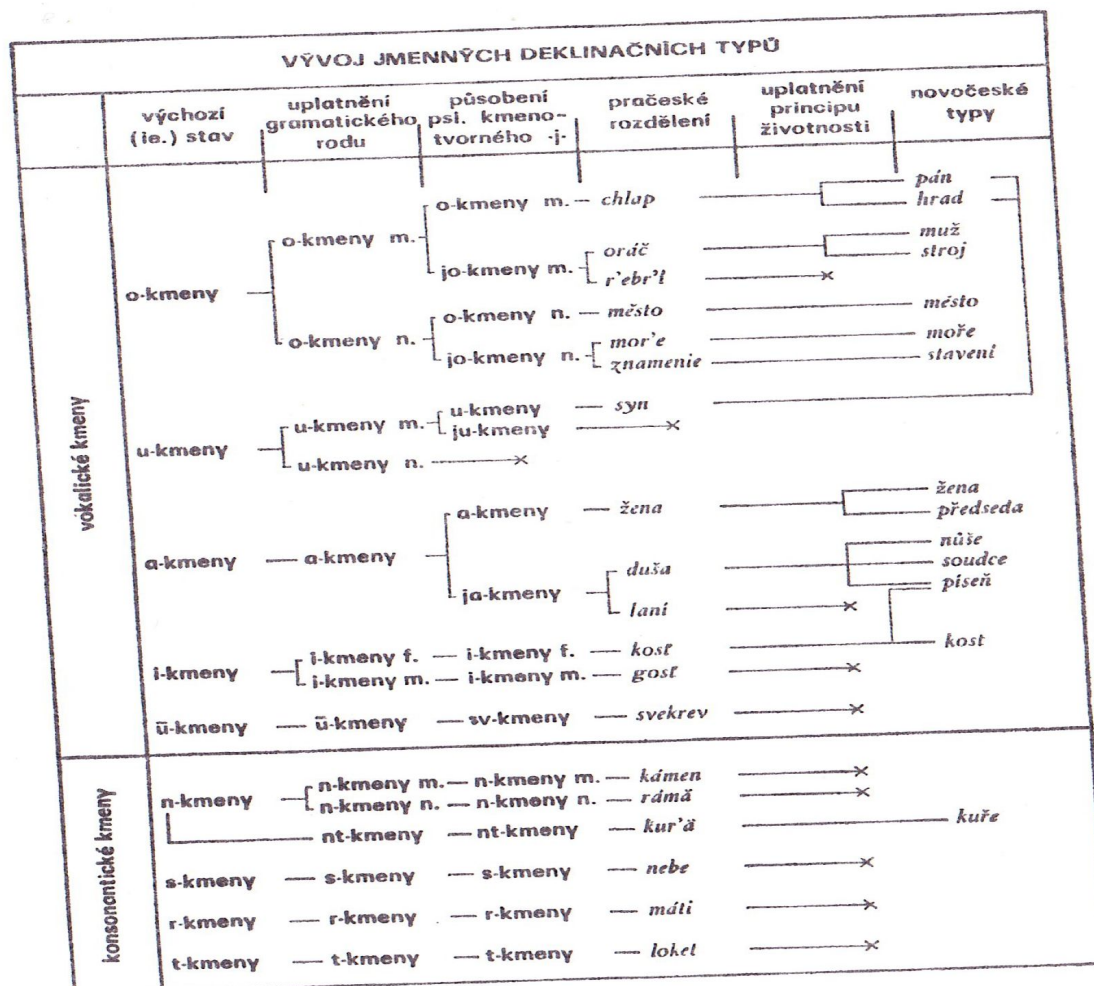 VÝVOJ JMENNÝCH DEKLINAČNÍCH TYPŮ
výchozí (ie.) stav
uplatnění gramatického rodu
působení psl. kmeno-tvorného -j-
pračeské rozdělení
uplatnění principu životnosti
novočeské typy
vokalické kmeny
o-kmeny m. chlap pán
hrad
o-kmeny m.
jo-kmeny m. oráč muž
stroj
r'ebr'í ×
o-kmeny
o-kmeny n. město město
o-kmeny n.
jo-kmeny n. mor'e moře
znamenie stavení
u-kmeny m. u-kmeny syn
ju-kmeny ×
u-kmeny
u-kmeny n. ×
a-kmeny žena žena
předseda
a-kmeny a-kmeny
ja-kmeny duša nůše
soudce
píseň
laní ×
i-kmeny i-kmeny f. i-kmeny f. kosť kost
i-kmeny m. i-kmeny m. gosť ×
ū-kmeny ū-kmeny sv-kmeny svekrev ×
konsonantické kmeny
n-kmeny n-kmeny m. n-kmeny m. kámen ×
n-kmeny n. n-kmeny n. rámä ×
nt-kmeny nt-kmeny kur'ä kuře
s-kmeny s-kmeny s-kmeny nebe ×
r-kmeny r-kmeny r-kmeny máti ×
t-kmeny t-kmeny t-kmeny loket ×